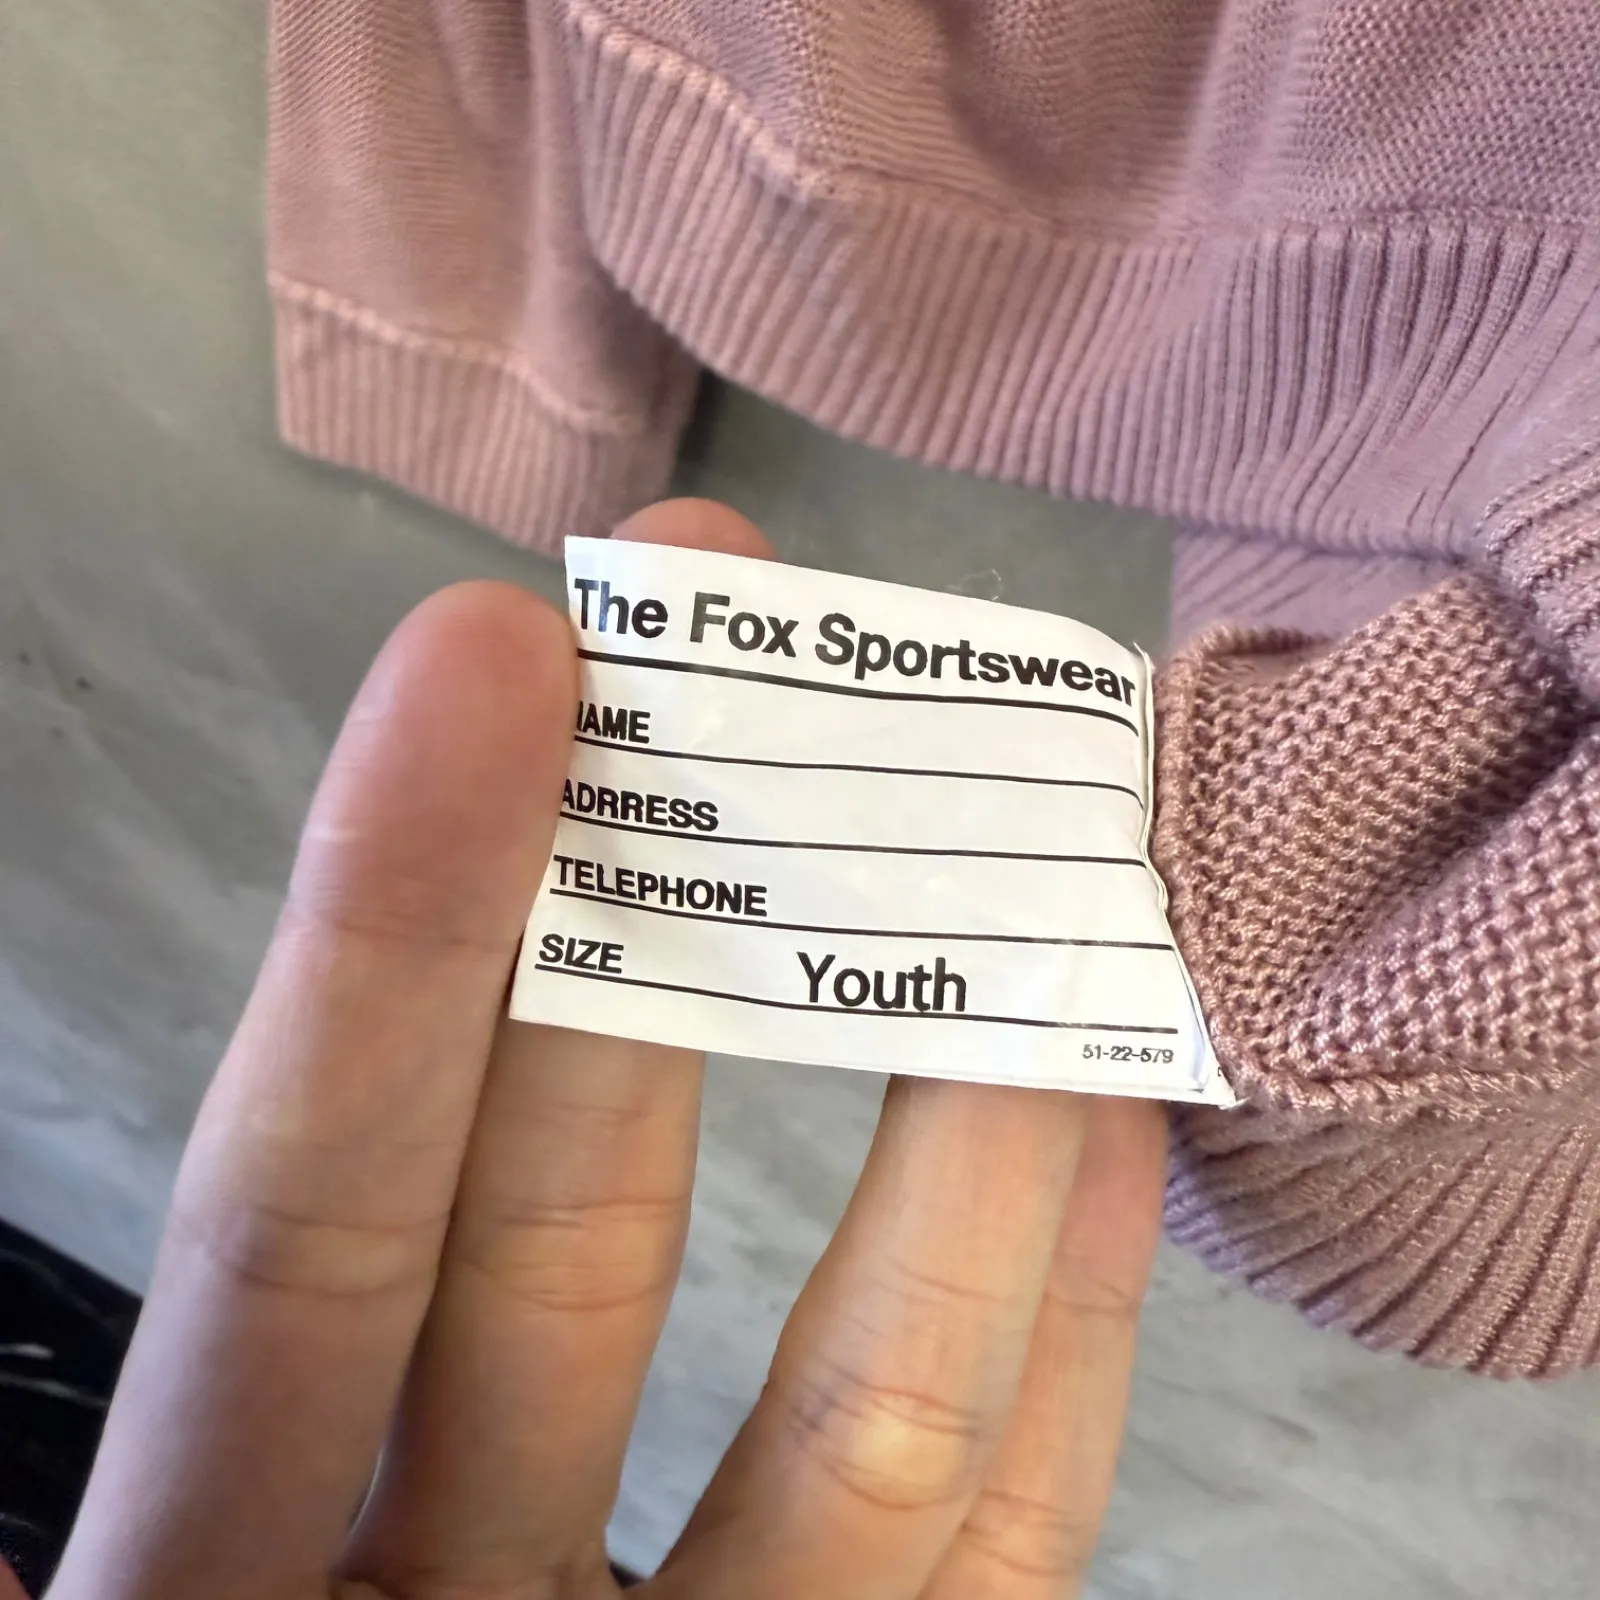 The Fox Sportswear
NAME
ADRRESS
TELEPHONE
SIZE Youth
51-22-579